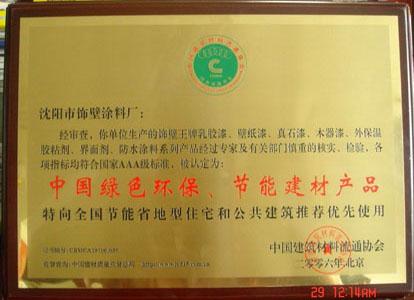 沈阳市饰壁涂料厂：
经审查，你单位生产的饰壁王牌乳胶漆、壁纸漆、真石漆、木器漆、外保温
胶粘剂、界面剂、防水涂料系列产品经过专家及有关部门慎重的核实、检验，各
项指标均符合国家AAA级标准，被认定为：
中国绿色环保、节能建材产品
特向全国节能省地型住宅和公共建筑推荐优先使用
中国建筑材料流通协会
二〇〇六年·北京
29 12:14AM